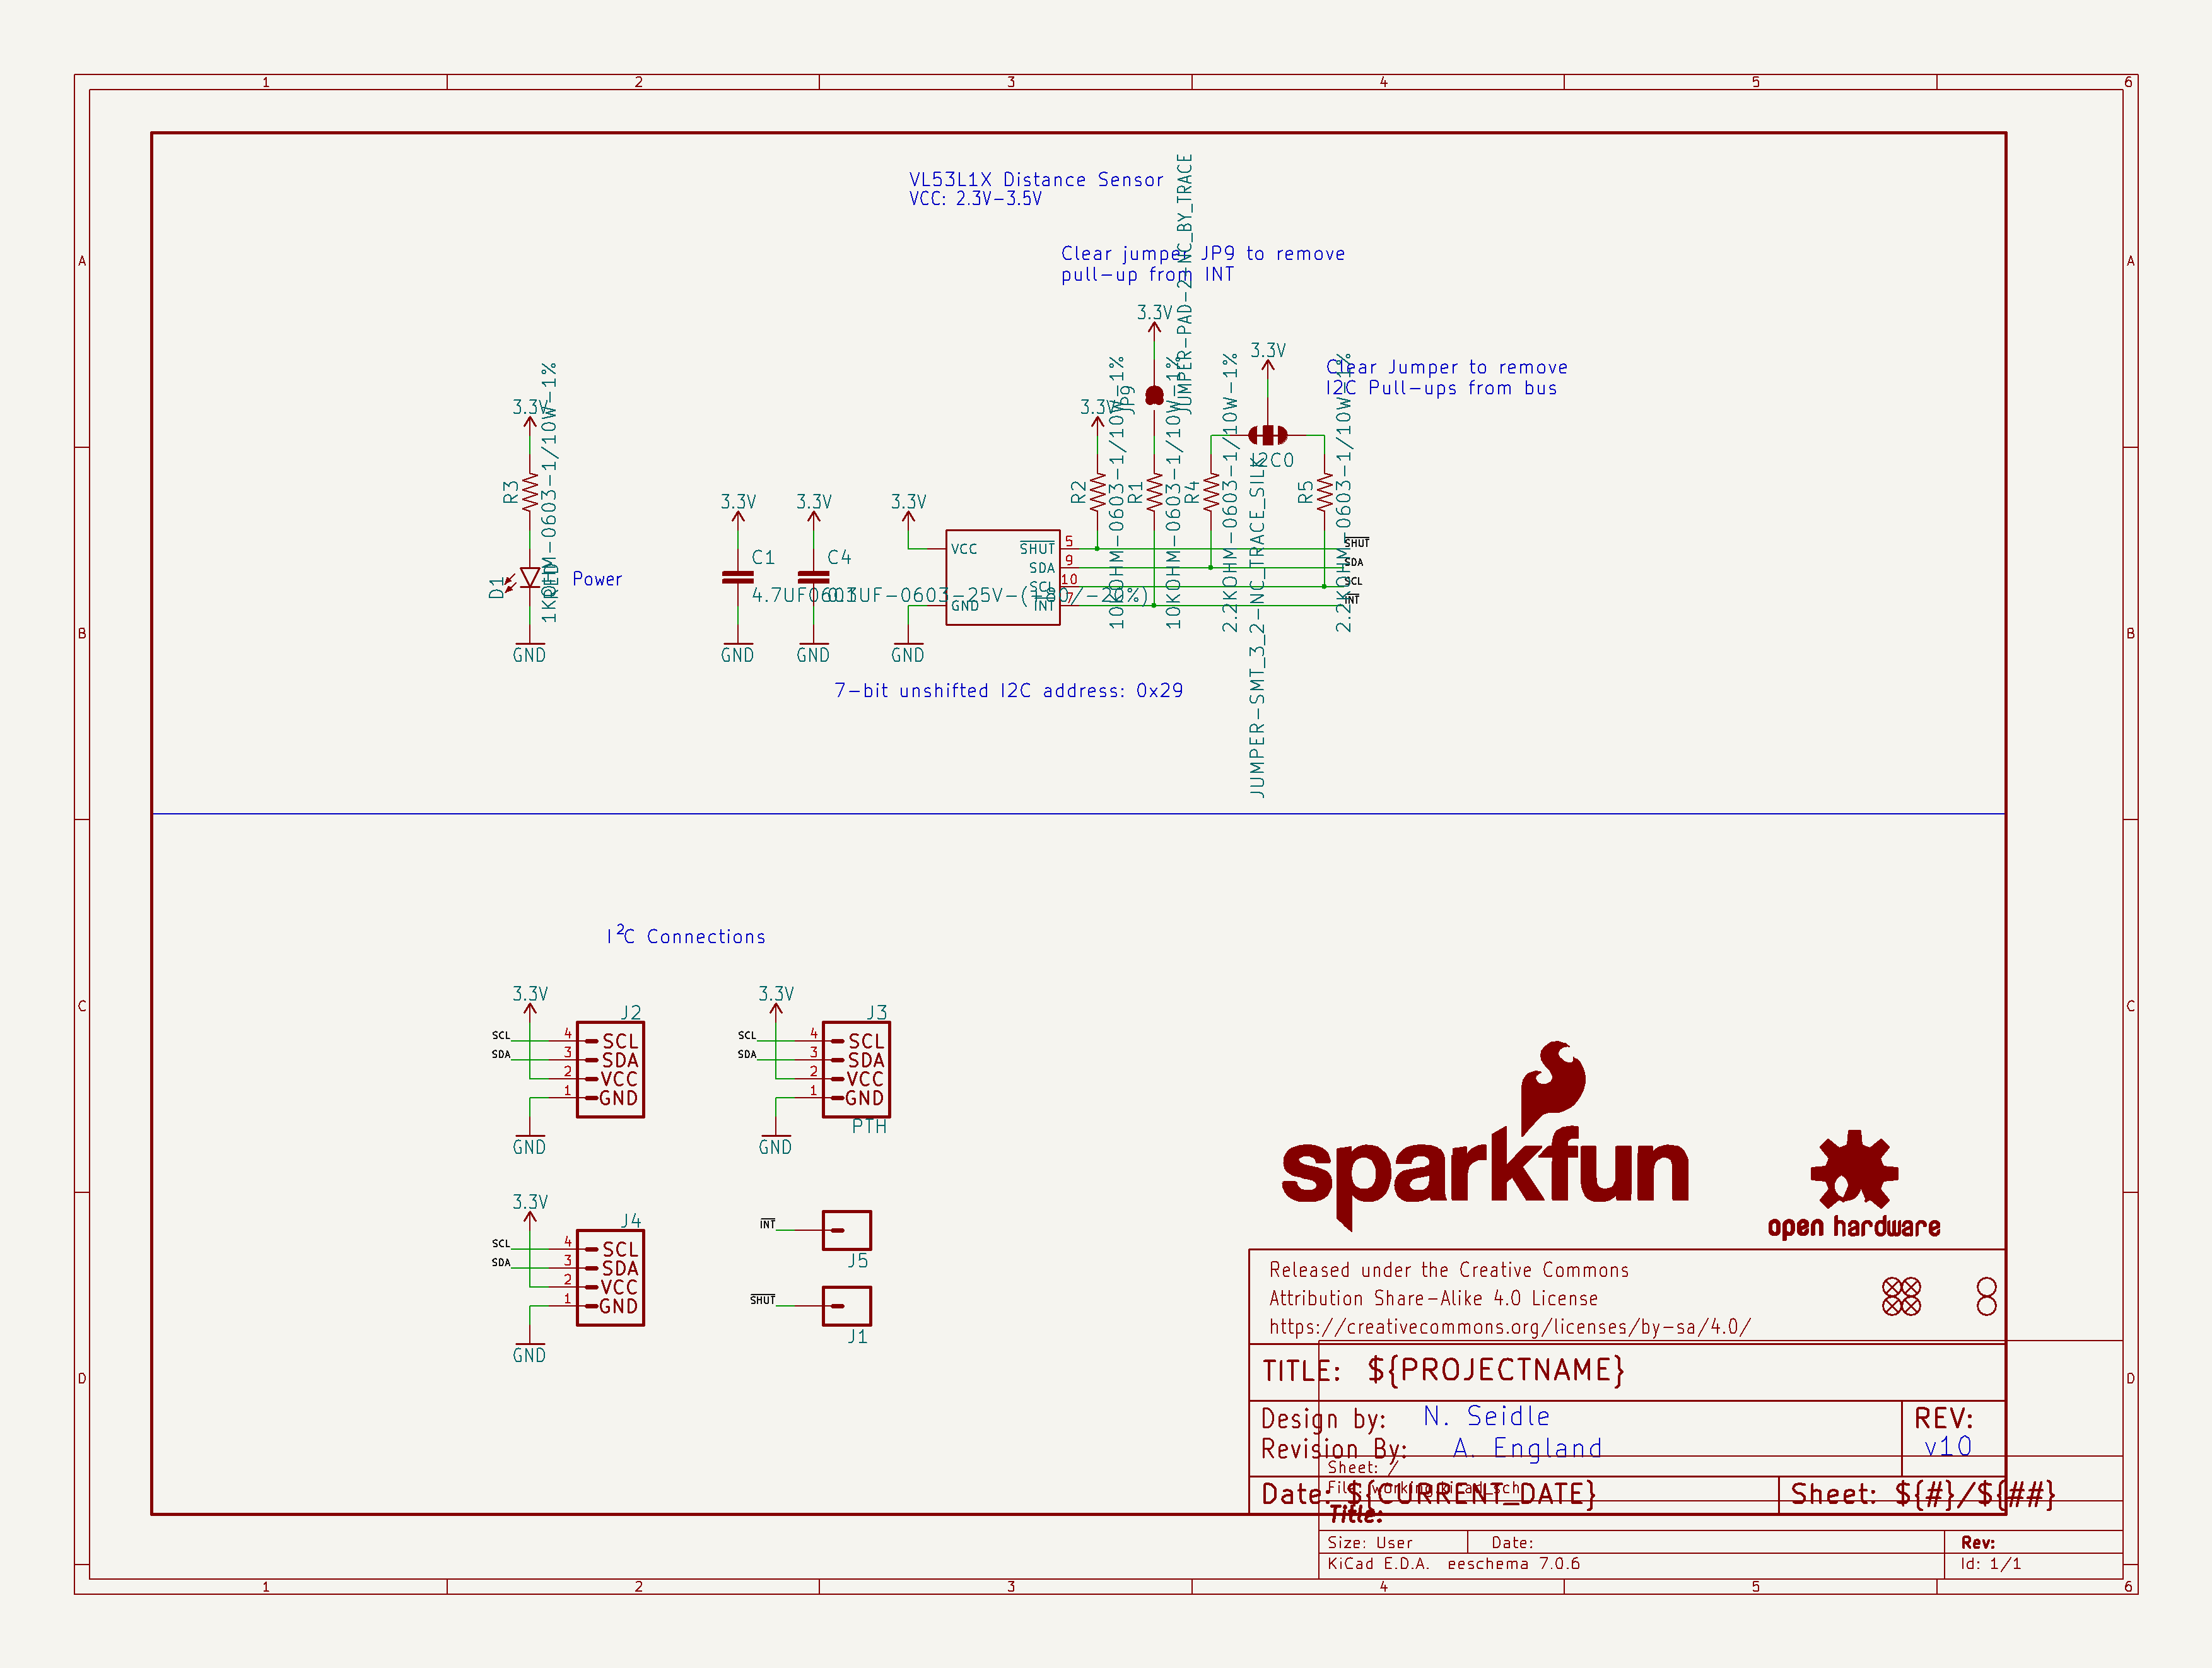 1 2 3 4 5 6
A A
B B
C C
D D
VL53L1X Distance Sensor
VCC: 2.3V-3.5V
Clear jumper JP9 to remove
pull-up from INT
JUMPER-PAD-2-NC_BY_TRACE
3.3V
JP9
3.3V
Clear Jumper to remove
I2C Pull-ups from bus
I2C0
JUMPER-SMT_3_2-NC_TRACE_SILK
3.3V
R3
1KOHM-0603-1/10W-1%
D1
RED
Power
GND
3.3V
C1
4.7UF0603
GND
3.3V
C4
0.1UF-0603-25V-(+80/-20%)
GND
3.3V
VCC
GND
GND
SHUT 5
SDA 9
SCL 10
INT 7
3.3V
R2
10KOHM-0603-1/10W-1%
R1
10KOHM-0603-1/10W-1%
R4
2.2KOHM-0603-1/10W-1%
R5
2.2KOHM-0603-1/10W-1%
SHUT
SDA
SCL
INT
7-bit unshifted I2C address: 0x29
I²C Connections
3.3V
J2
SCL 4 SCL
SDA 3 SDA
2 VCC
1 GND
GND
3.3V
J3
SCL 4 SCL
SDA 3 SDA
2 VCC
1 GND
PTH
GND
3.3V
J4
SCL 4 SCL
SDA 3 SDA
2 VCC
1 GND
GND
INT
J5
SHUT
J1
sparkfun
open hardware
Released under the Creative Commons
Attribution Share-Alike 4.0 License
https://creativecommons.org/licenses/by-sa/4.0/
TITLE: ${PROJECTNAME}
Design by: N. Seidle
Revision By: A. England
REV:
v10
Date: ${CURRENT_DATE}
Sheet: ${#}/${##}
Sheet: /
File: working.kicad_sch
Title:
Size: User Date: Rev:
KiCad E.D.A. eeschema 7.0.6 Id: 1/1
1 2 3 4 5 6